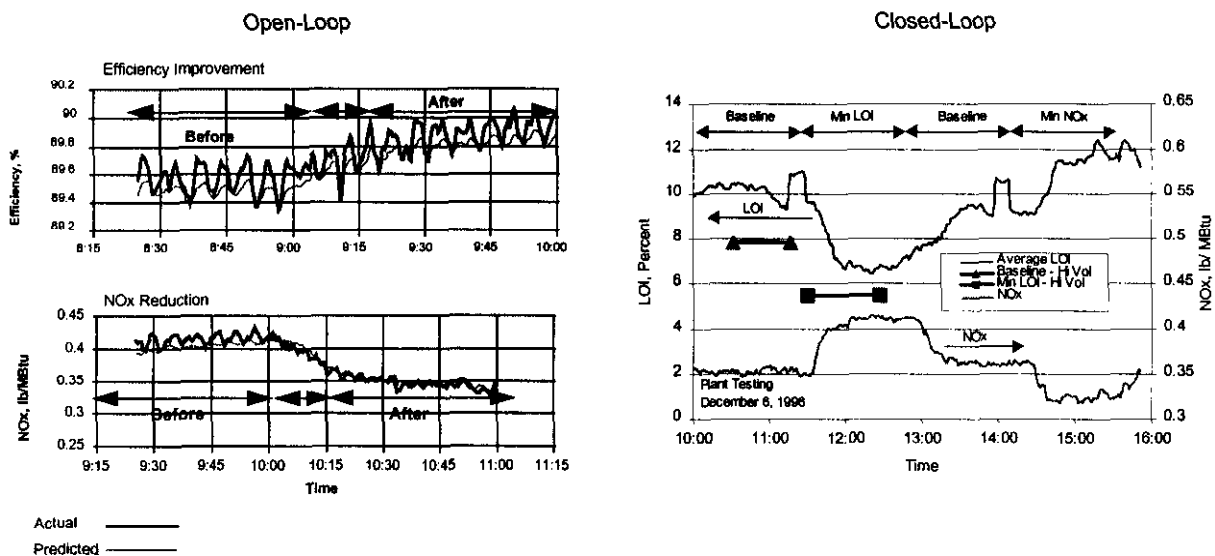 Open-Loop
Closed-Loop
Efficiency Improvement
90.2
90
89.8
89.6
89.4
89.2
Efficiency, %
Before
After
8:15
8:30
8:45
9:00
9:15
9:30
9:45
10:00
NOx Reduction
0.45
0.4
0.35
0.3
0.25
NOx, lb/MBtu
Before
After
9:15
9:30
9:45
10:00
10:15
10:30
10:45
11:00
11:15
Time
Actual
Predicted
14
12
10
8
6
4
2
0
LOI, Percent
Baseline
Min LOI
Baseline
Min NOx
LOI
Average LOI
Baseline - Hi Vol
Min LOI - Hi Vol
NOx
NOx
Plant Testing
December 6, 1996
0.65
0.6
0.55
0.5
0.45
0.4
0.35
0.3
NOx, lb/ MBtu
10:00
11:00
12:00
13:00
14:00
15:00
16:00
Time